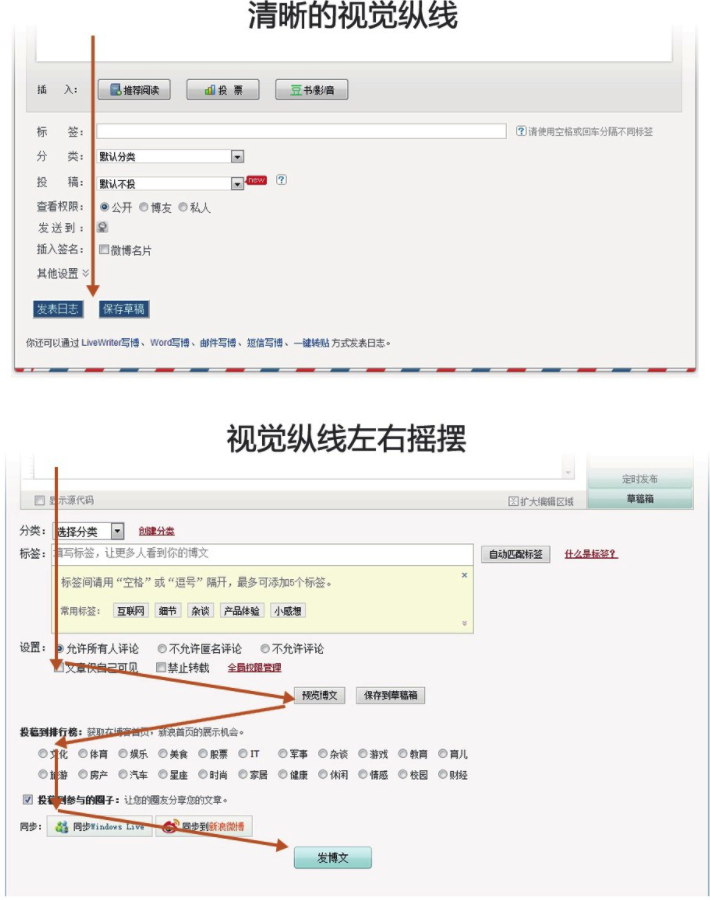 清晰的视觉纵线
插 入: 推荐阅读 投 票 豆 书影音
标 签: ? 请使用空格或回车分隔不同标签
分 类: 默认分类
投 稿: 默认不投 new ?
查看权限: 公开 博友 私人
发 送 到:
插入签名: 微博名片
其他设置
发表日志 保存草稿
你还可以通过 LiveWriter写博、Word写博、邮件写博、短信写博、一键转贴 方式发表日志。
视觉纵线左右摇摆
定时发布
显示源代码 扩大编辑区域 草稿箱
分类: 选择分类 创建分类
标签: 填写标签，让更多人看到你的博文 自动匹配标签 什么是标签?
标签间请用“空格”或“逗号”隔开，最多可添加5个标签。 ×
常用标签: 互联网 细节 杂谈 产品体验 小感想
设置: 允许所有人评论 不允许匿名评论 不允许评论
文章仅自己可见 禁止转载 全局权限管理
预览博文 保存到草稿箱
投稿到排行榜: 获取在博客首页，新浪首页的展示机会。
文化 体育 娱乐 美食 股票 IT 军事 杂谈 游戏 教育 育儿
旅游 房产 汽车 星座 时尚 家居 健康 休闲 情感 校园 财经
投稿到参与的圈子: 让您的圈友分享您的文章。
同步: 同步Windows Live 同步到新浪微博
发博文